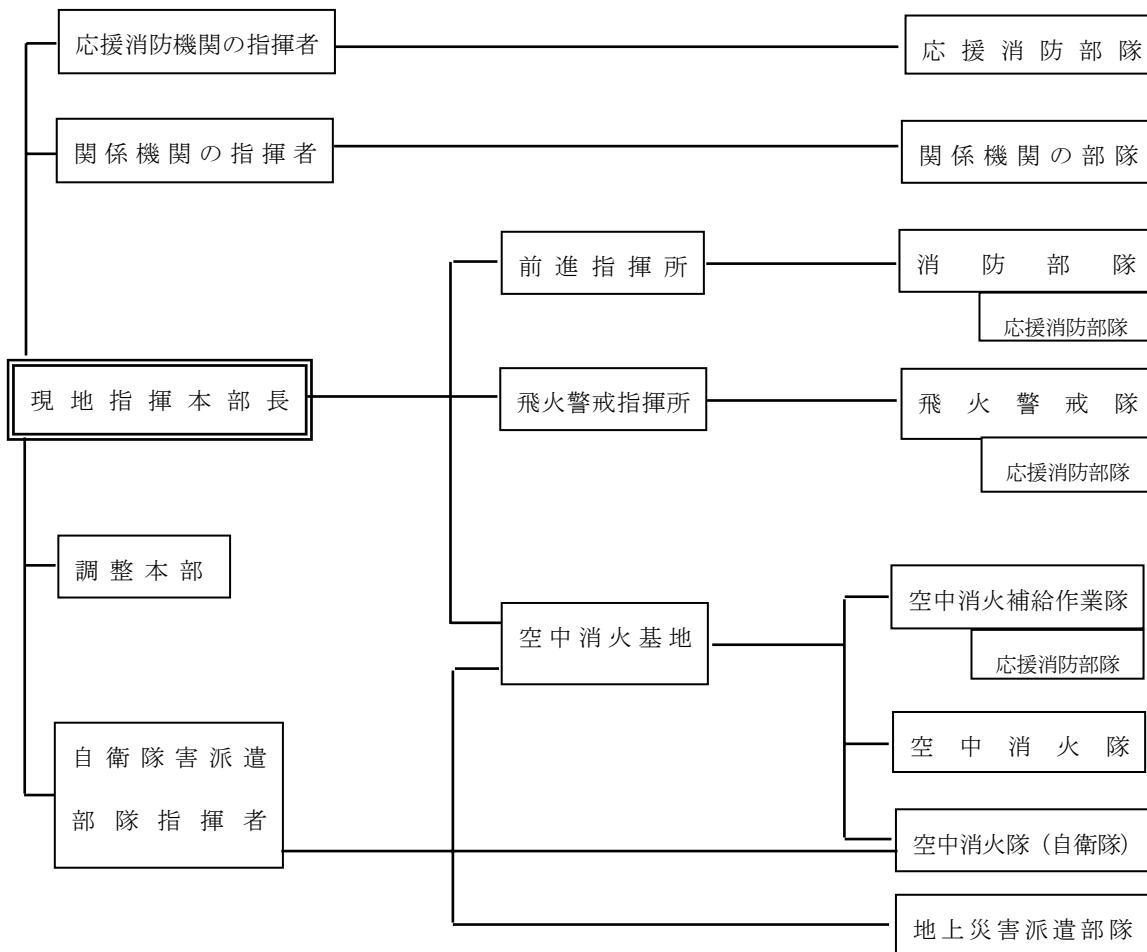 応援消防機関の指揮者
応援消防部隊
関係機関の指揮者
関係機関の部隊
前進指揮所
消防部隊
応援消防部隊
現地指揮本部長
飛火警戒指揮所
飛火警戒隊
応援消防部隊
調整本部
空中消火基地
空中消火補給作業隊
応援消防部隊
自衛隊害派遣
部隊指揮者
空中消火隊
空中消火隊（自衛隊）
地上災害派遣部隊